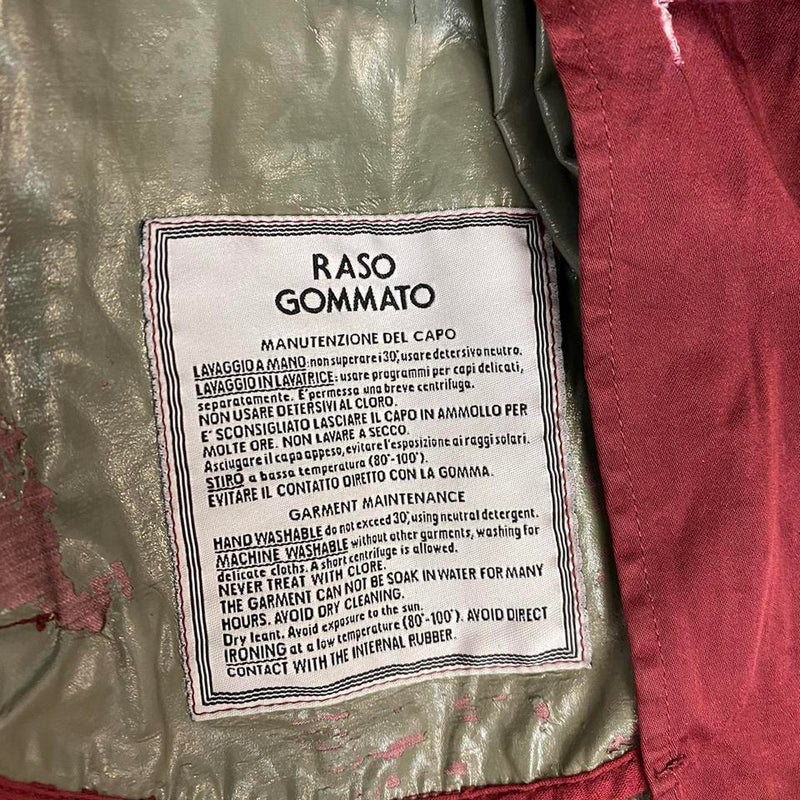 RASO
GOMMATO
MANUTENZIONE DEL CAPO
LAVAGGIO A MANO: non superare i 30°, usare detersivo neutro.
LAVAGGIO IN LAVATRICE: usare programmi per capi delicati,
separatamente. E' permessa una breve centrifuga.
NON USARE DETERSIVI AL CLORO.
E' SCONSIGLIATO LASCIARE IL CAPO IN AMMOLLO PER
MOLTE ORE. NON LAVARE A SECCO.
Asciugare il capo appeso, evitare l'esposizione ai raggi solari.
STIRO a bassa temperatura (80°-100°).
EVITARE IL CONTATTO DIRETTO CON LA GOMMA.
GARMENT MAINTENANCE
HAND WASHABLE do not exceed 30°, using neutral detergent.
MACHINE WASHABLE without other garments, washing for
delicate cloths. A short centrifuge is allowed.
NEVER TREAT WITH CLORE.
THE GARMENT CAN NOT BE SOAK IN WATER FOR MANY
HOURS. AVOID DRY CLEANING.
Dry leant. Avoid exposure to the sun.
IRONING at a low temperature (80°-100°). AVOID DIRECT
CONTACT WITH THE INTERNAL RUBBER.